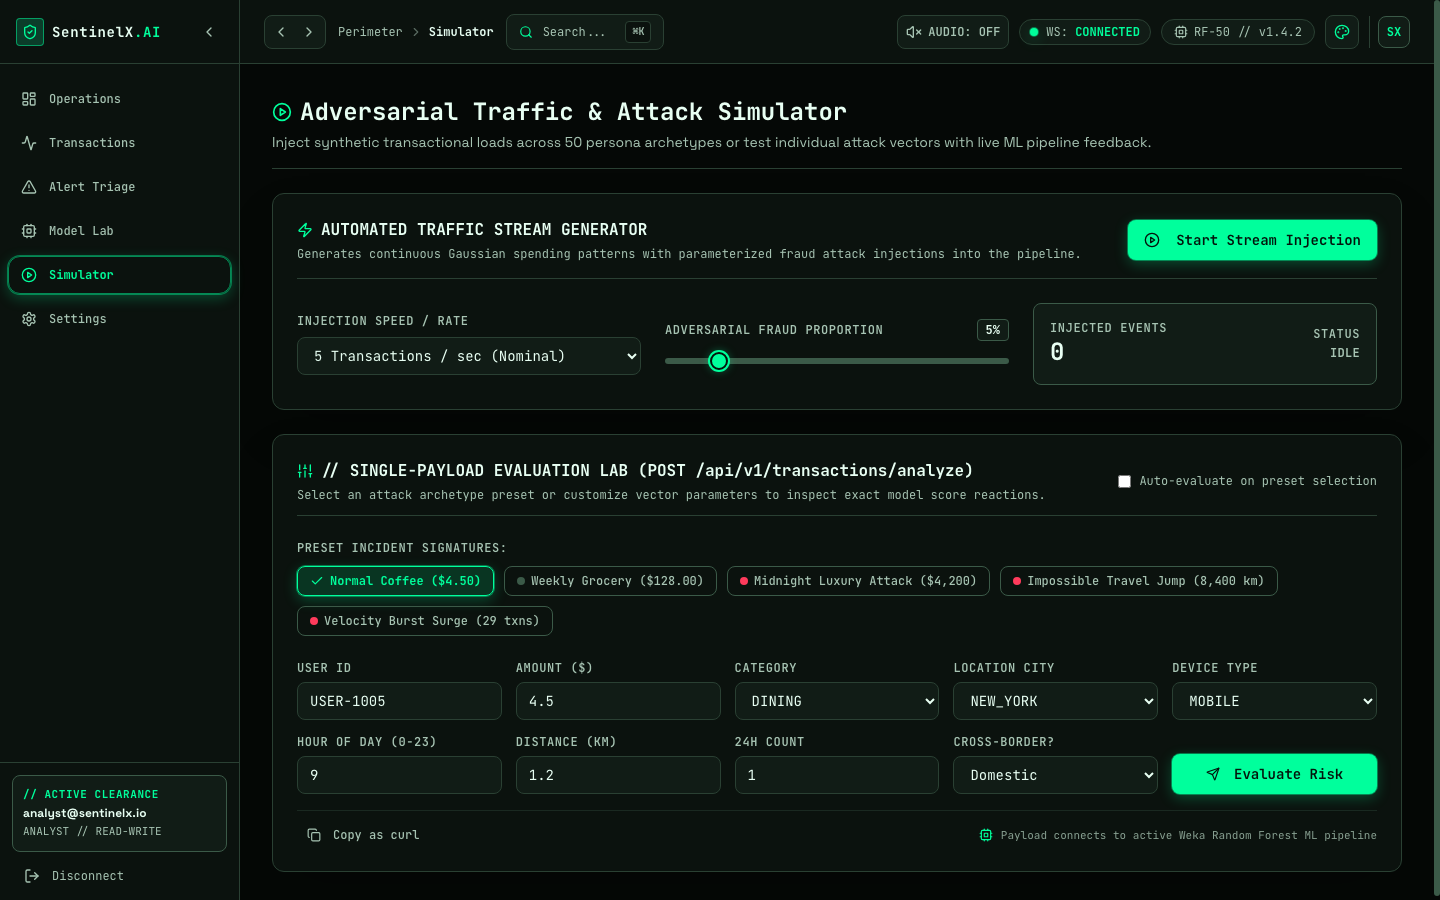 SentinelX.AI
Perimeter > Simulator
Search...
⌘K
AUDIO: OFF
WS: CONNECTED
RF-50 // v1.4.2
SX
Operations
Transactions
Alert Triage
Model Lab
Simulator
Settings
// ACTIVE CLEARANCE
analyst@sentinelx.io
ANALYST // READ-WRITE
Disconnect
Adversarial Traffic & Attack Simulator
Inject synthetic transactional loads across 50 persona archetypes or test individual attack vectors with live ML pipeline feedback.
AUTOMATED TRAFFIC STREAM GENERATOR
Generates continuous Gaussian spending patterns with parameterized fraud attack injections into the pipeline.
Start Stream Injection
INJECTION SPEED / RATE
5 Transactions / sec (Nominal)
ADVERSARIAL FRAUD PROPORTION
5%
INJECTED EVENTS
0
STATUS
IDLE
// SINGLE-PAYLOAD EVALUATION LAB (POST /api/v1/transactions/analyze)
Select an attack archetype preset or customize vector parameters to inspect exact model score reactions.
Auto-evaluate on preset selection
PRESET INCIDENT SIGNATURES:
Normal Coffee ($4.50)
Weekly Grocery ($128.00)
Midnight Luxury Attack ($4,200)
Impossible Travel Jump (8,400 km)
Velocity Burst Surge (29 txns)
USER ID
AMOUNT ($)
CATEGORY
LOCATION CITY
DEVICE TYPE
USER-1005
4.5
DINING
NEW_YORK
MOBILE
HOUR OF DAY (0-23)
DISTANCE (KM)
24H COUNT
CROSS-BORDER?
9
1.2
1
Domestic
Evaluate Risk
Copy as curl
Payload connects to active Weka Random Forest ML pipeline